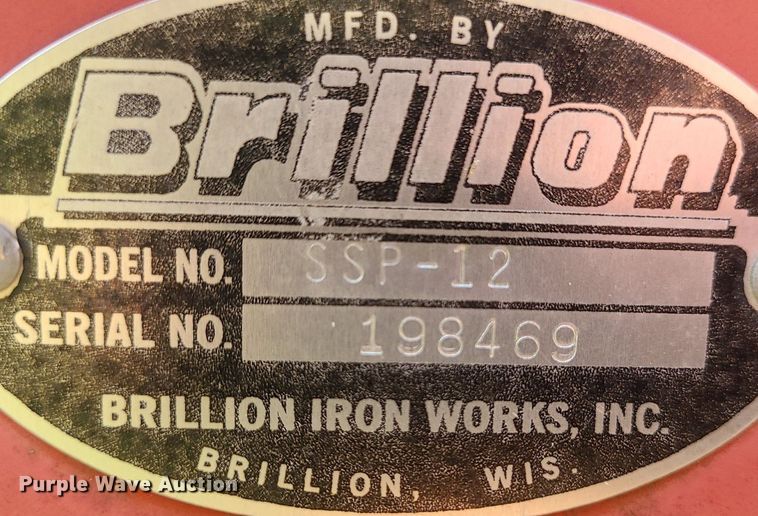 MFD. BY
Brillion
MODEL NO. SSP-12
SERIAL NO. 198469
BRILLION IRON WORKS, INC.
BRILLION, WIS.
Purple Wave Auction